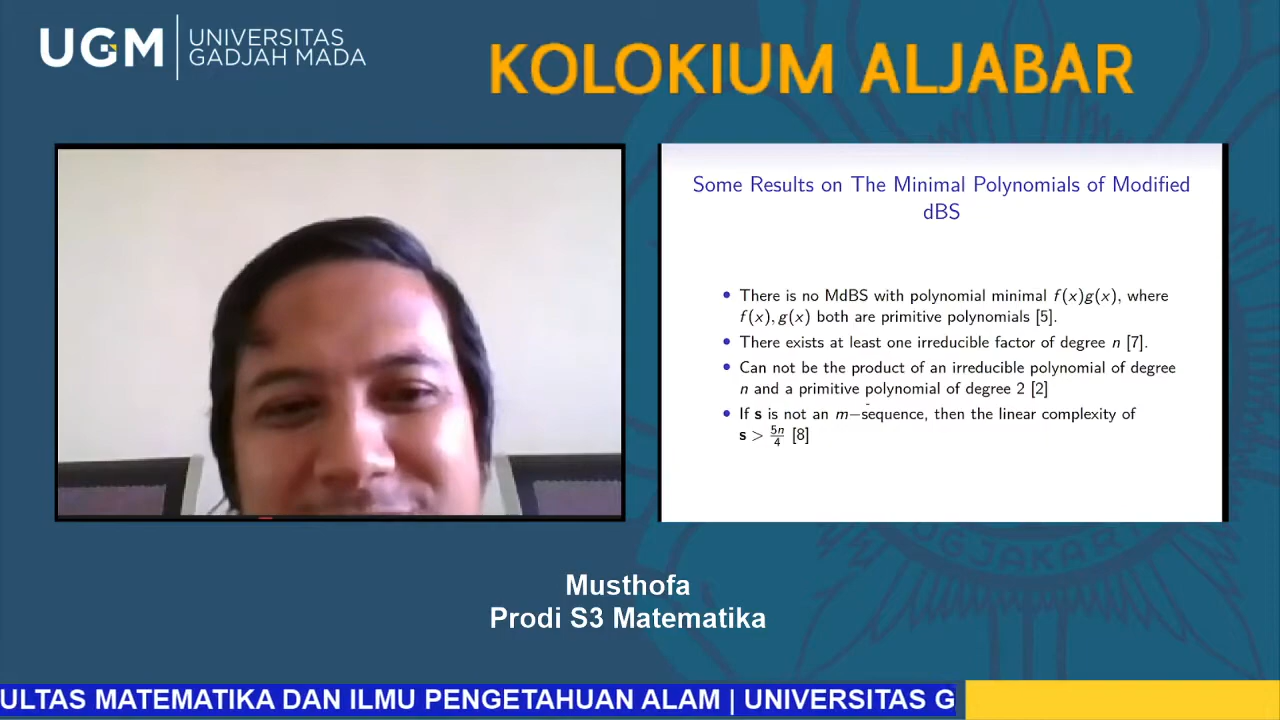 UGM
UNIVERSITAS
GADJAH MADA
KOLOKIUM ALJABAR
Some Results on The Minimal Polynomials of Modified
dBS
• There is no MdBS with polynomial minimal f(x)g(x), where
f(x), g(x) both are primitive polynomials [5].
• There exists at least one irreducible factor of degree n [7].
• Can not be the product of an irreducible polynomial of degree
n and a primitive polynomial of degree 2 [2]
• If s is not an m−sequence, then the linear complexity of
s > 5n/4 [8]
GJAKAR
Musthofa
Prodi S3 Matematika
ULTAS MATEMATIKA DAN ILMU PENGETAHUAN ALAM | UNIVERSITAS G